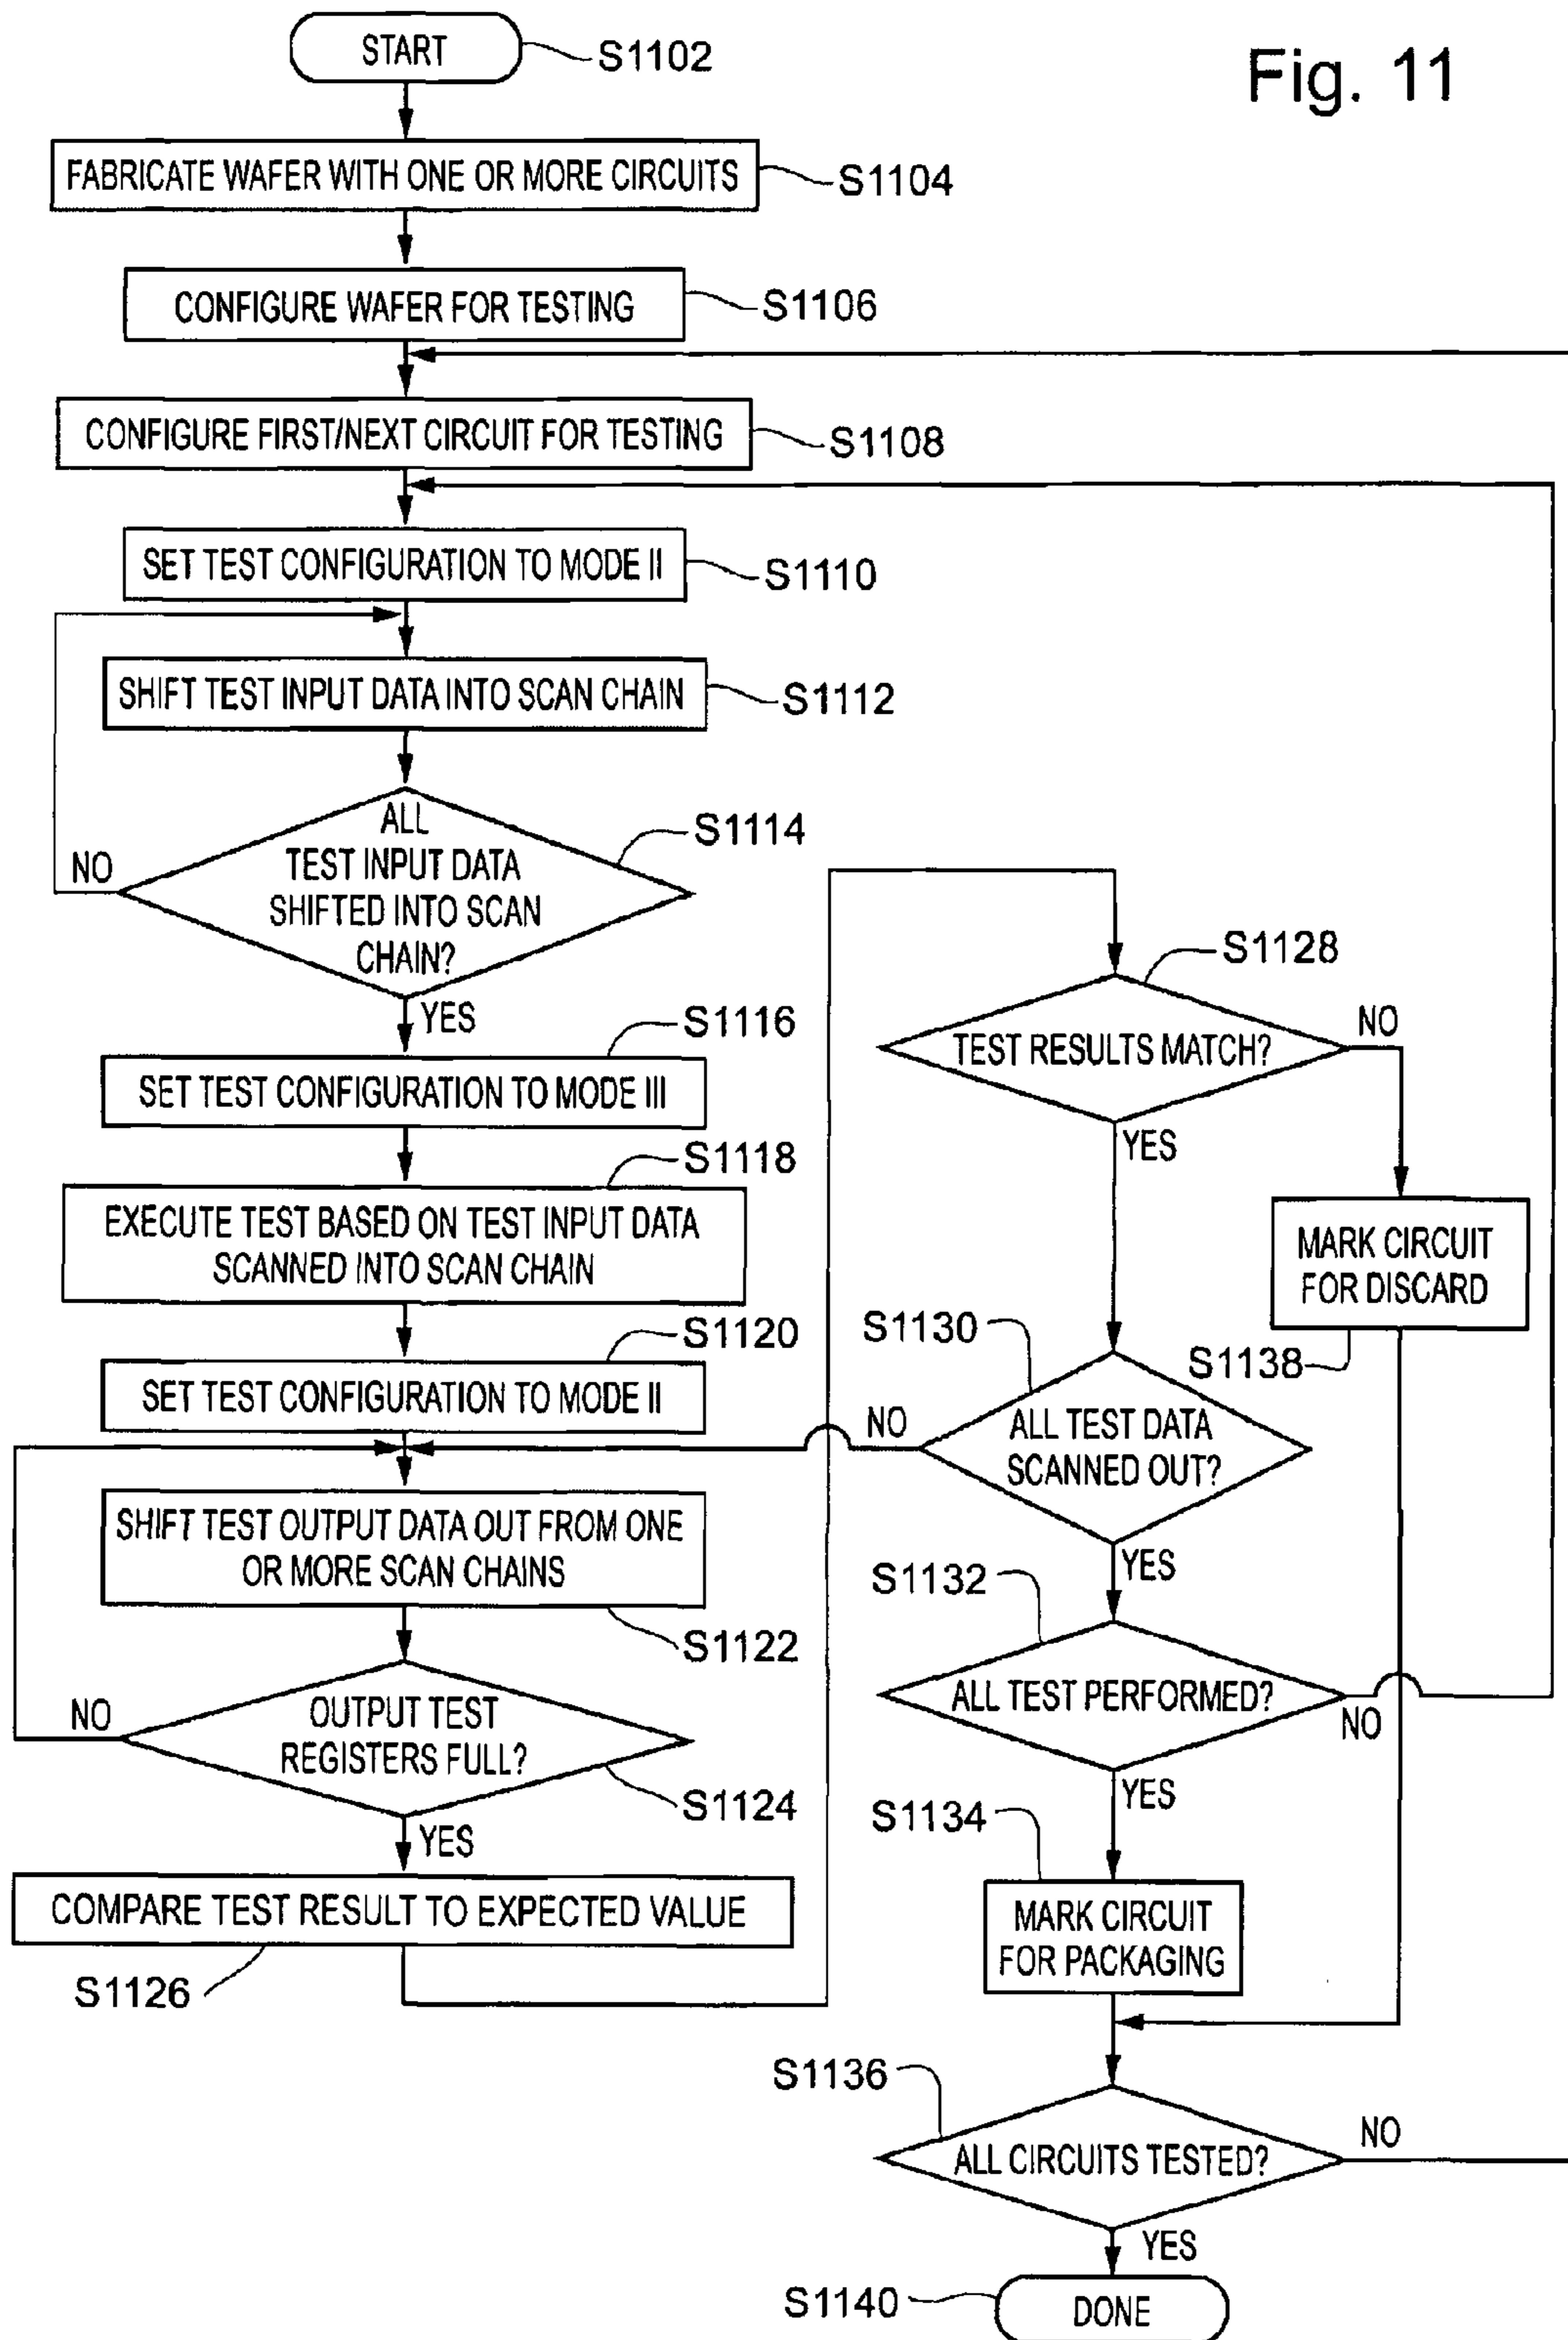 Fig. 11
START
S1102
FABRICATE WAFER WITH ONE OR MORE CIRCUITS
S1104
CONFIGURE WAFER FOR TESTING
S1106
CONFIGURE FIRST/NEXT CIRCUIT FOR TESTING
S1108
SET TEST CONFIGURATION TO MODE II
S1110
SHIFT TEST INPUT DATA INTO SCAN CHAIN
S1112
ALL
TEST INPUT DATA
SHIFTED INTO SCAN
CHAIN?
S1114
NO
YES
S1116
SET TEST CONFIGURATION TO MODE III
S1118
EXECUTE TEST BASED ON TEST INPUT DATA
SCANNED INTO SCAN CHAIN
S1120
SET TEST CONFIGURATION TO MODE II
SHIFT TEST OUTPUT DATA OUT FROM ONE
OR MORE SCAN CHAINS
S1122
OUTPUT TEST
REGISTERS FULL?
NO
S1124
YES
COMPARE TEST RESULT TO EXPECTED VALUE
S1126
S1128
TEST RESULTS MATCH?
NO
YES
MARK CIRCUIT
FOR DISCARD
S1138
S1130
ALL TEST DATA
SCANNED OUT?
NO
YES
S1132
ALL TEST PERFORMED?
NO
YES
S1134
MARK CIRCUIT
FOR PACKAGING
S1136
ALL CIRCUITS TESTED?
NO
YES
S1140
DONE